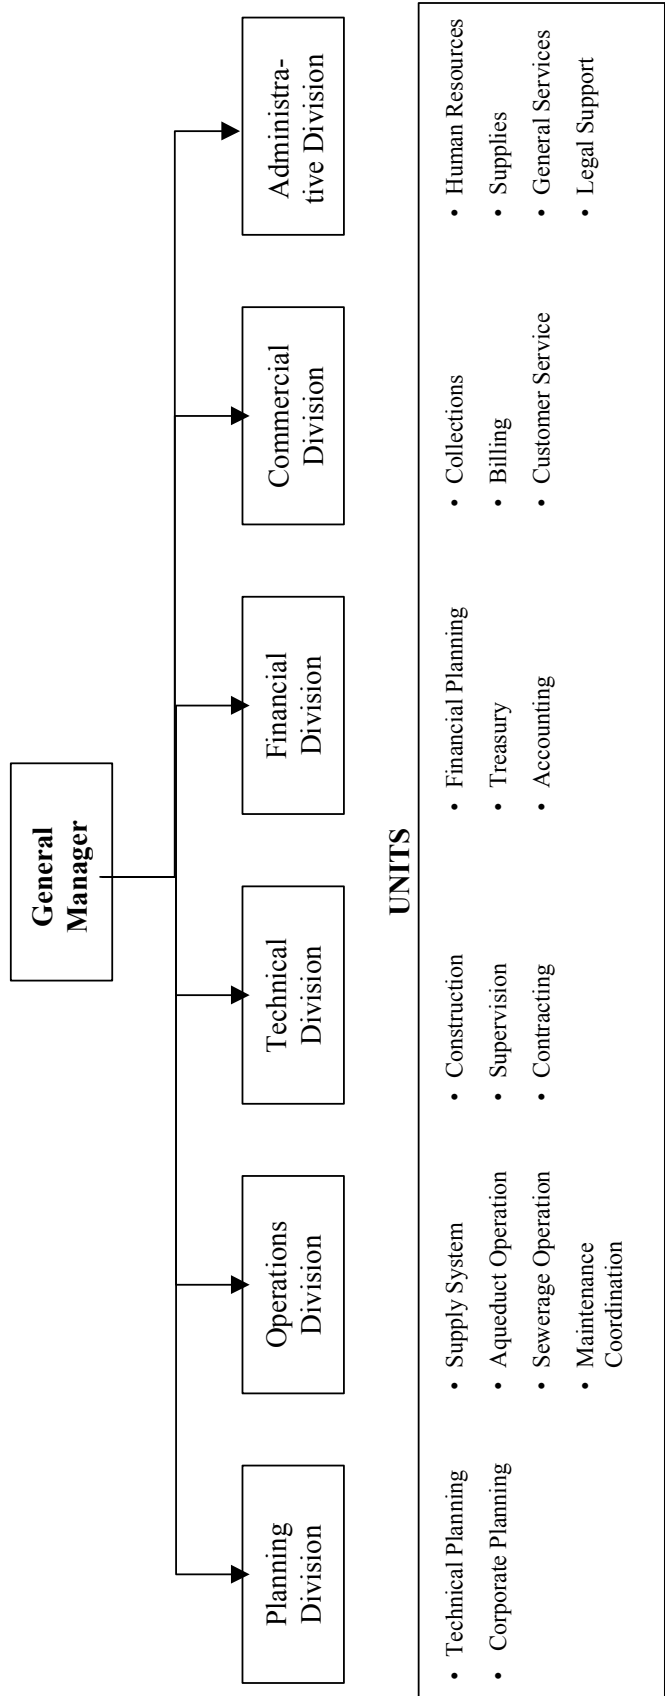 General
Manager
Planning
Division
Operations
Division
Technical
Division
Financial
Division
Commercial
Division
Administra-
tive Division
UNITS
• Technical Planning
• Corporate Planning
• Supply System
• Aqueduct Operation
• Sewerage Operation
• Maintenance
Coordination
• Construction
• Supervision
• Contracting
• Financial Planning
• Treasury
• Accounting
• Collections
• Billing
• Customer Service
• Human Resources
• Supplies
• General Services
• Legal Support